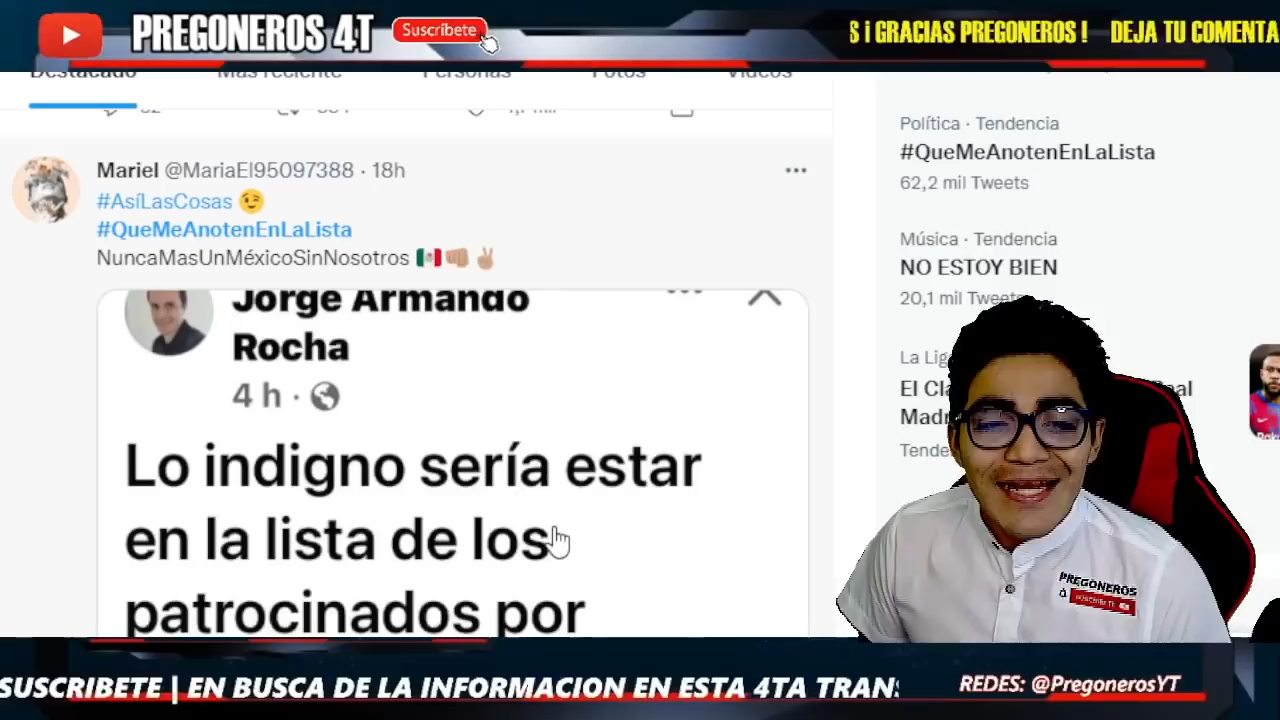 PREGONEROS 4T
Suscríbete
S ¡ GRACIAS PREGONEROS ! DEJA TU COMENTA
Destacado Más reciente Personas Fotos Videos
Mariel @MariaEl95097388 · 18h
#AsíLasCosas
#QueMeAnotenEnLaLista
NuncaMasUnMéxicoSinNosotros
Jorge Armando
Rocha
4 h ·
Lo indigno sería estar
en la lista de los
patrocinados por
Política · Tendencia
#QueMeAnotenEnLaLista
62,2 mil Tweets
Música · Tendencia
NO ESTOY BIEN
20,1 mil Tweets
La Lig
El Cla
Madr
Tende
PREGONEROS
SUSCRIBETE | EN BUSCA DE LA INFORMACION EN ESTA 4TA TRAN
REDES: @PregonerosYT